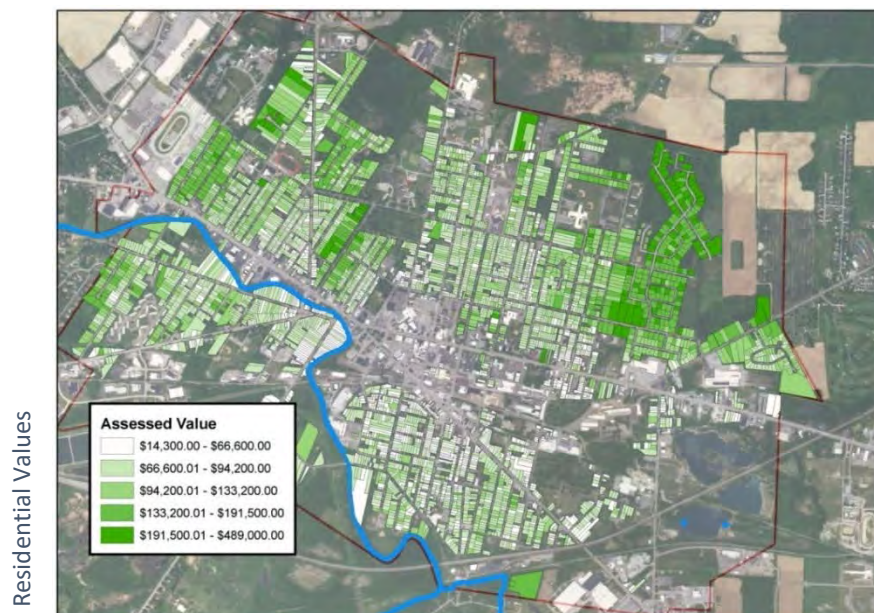 Residential Values
Assessed Value
$14,300.00 - $66,600.00
$66,600.01 - $94,200.00
$94,200.01 - $133,200.00
$133,200.01 - $191,500.00
$191,500.01 - $489,000.00